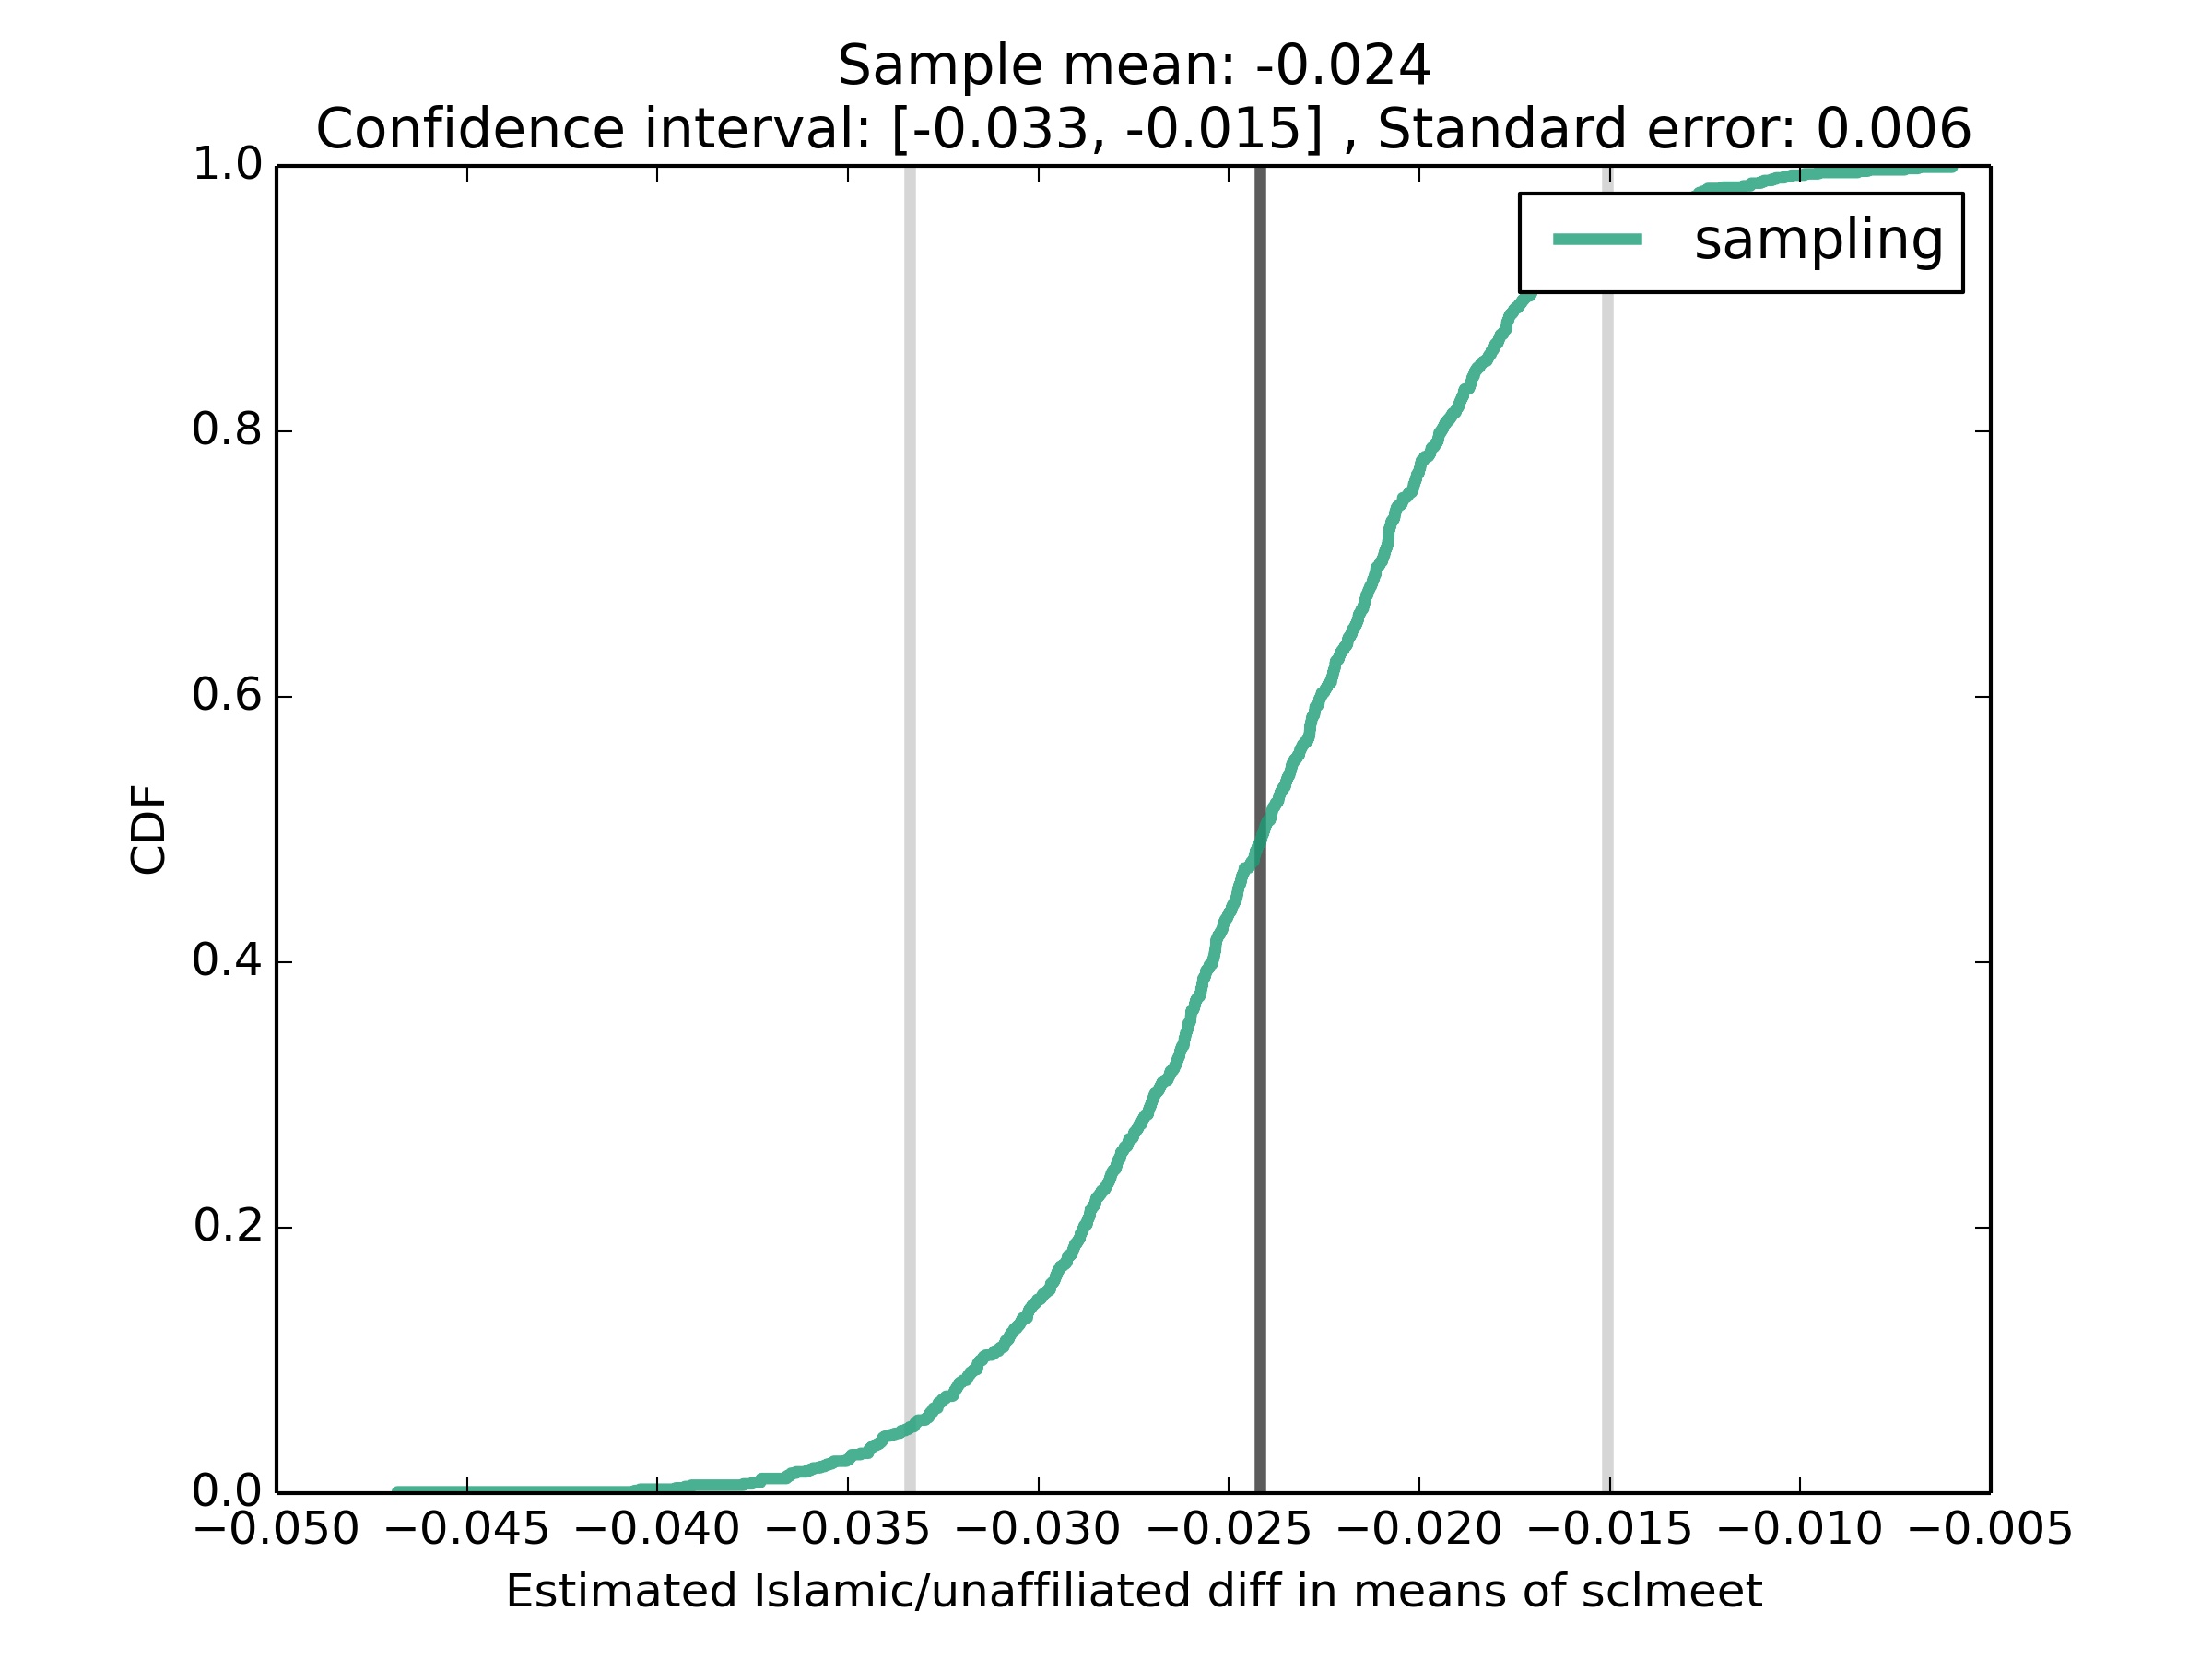 Sample mean: -0.024
Confidence interval: [-0.033, -0.015] , Standard error: 0.006
sampling
1.0
0.8
0.6
0.4
0.2
0.0
CDF
−0.050 −0.045 −0.040 −0.035 −0.030 −0.025 −0.020 −0.015 −0.010 −0.005
Estimated Islamic/unaffiliated diff in means of sclmeet